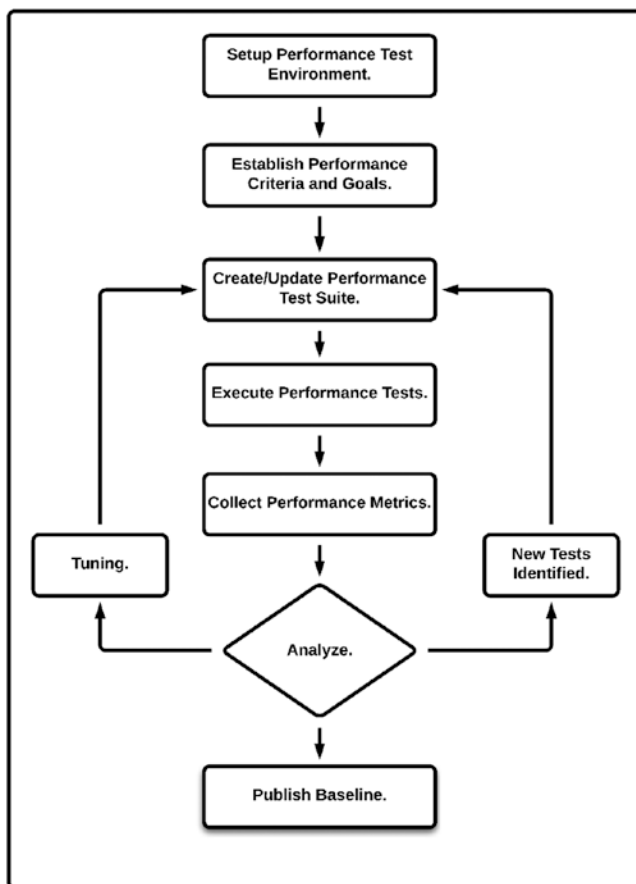 Setup Performance Test
Environment.
Establish Performance
Criteria and Goals.
Create/Update Performance
Test Suite.
Execute Performance Tests.
Collect Performance Metrics.
Tuning.
New Tests
Identified.
Analyze.
Publish Baseline.